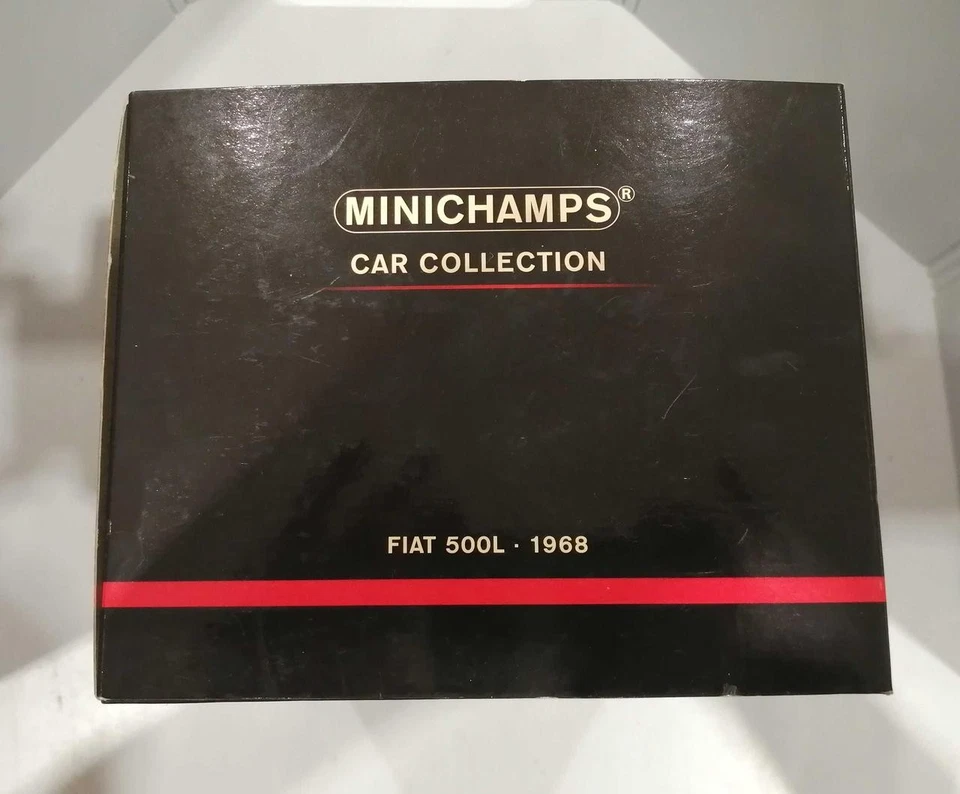 MINICHAMPS®
CAR COLLECTION
FIAT 500L · 1968